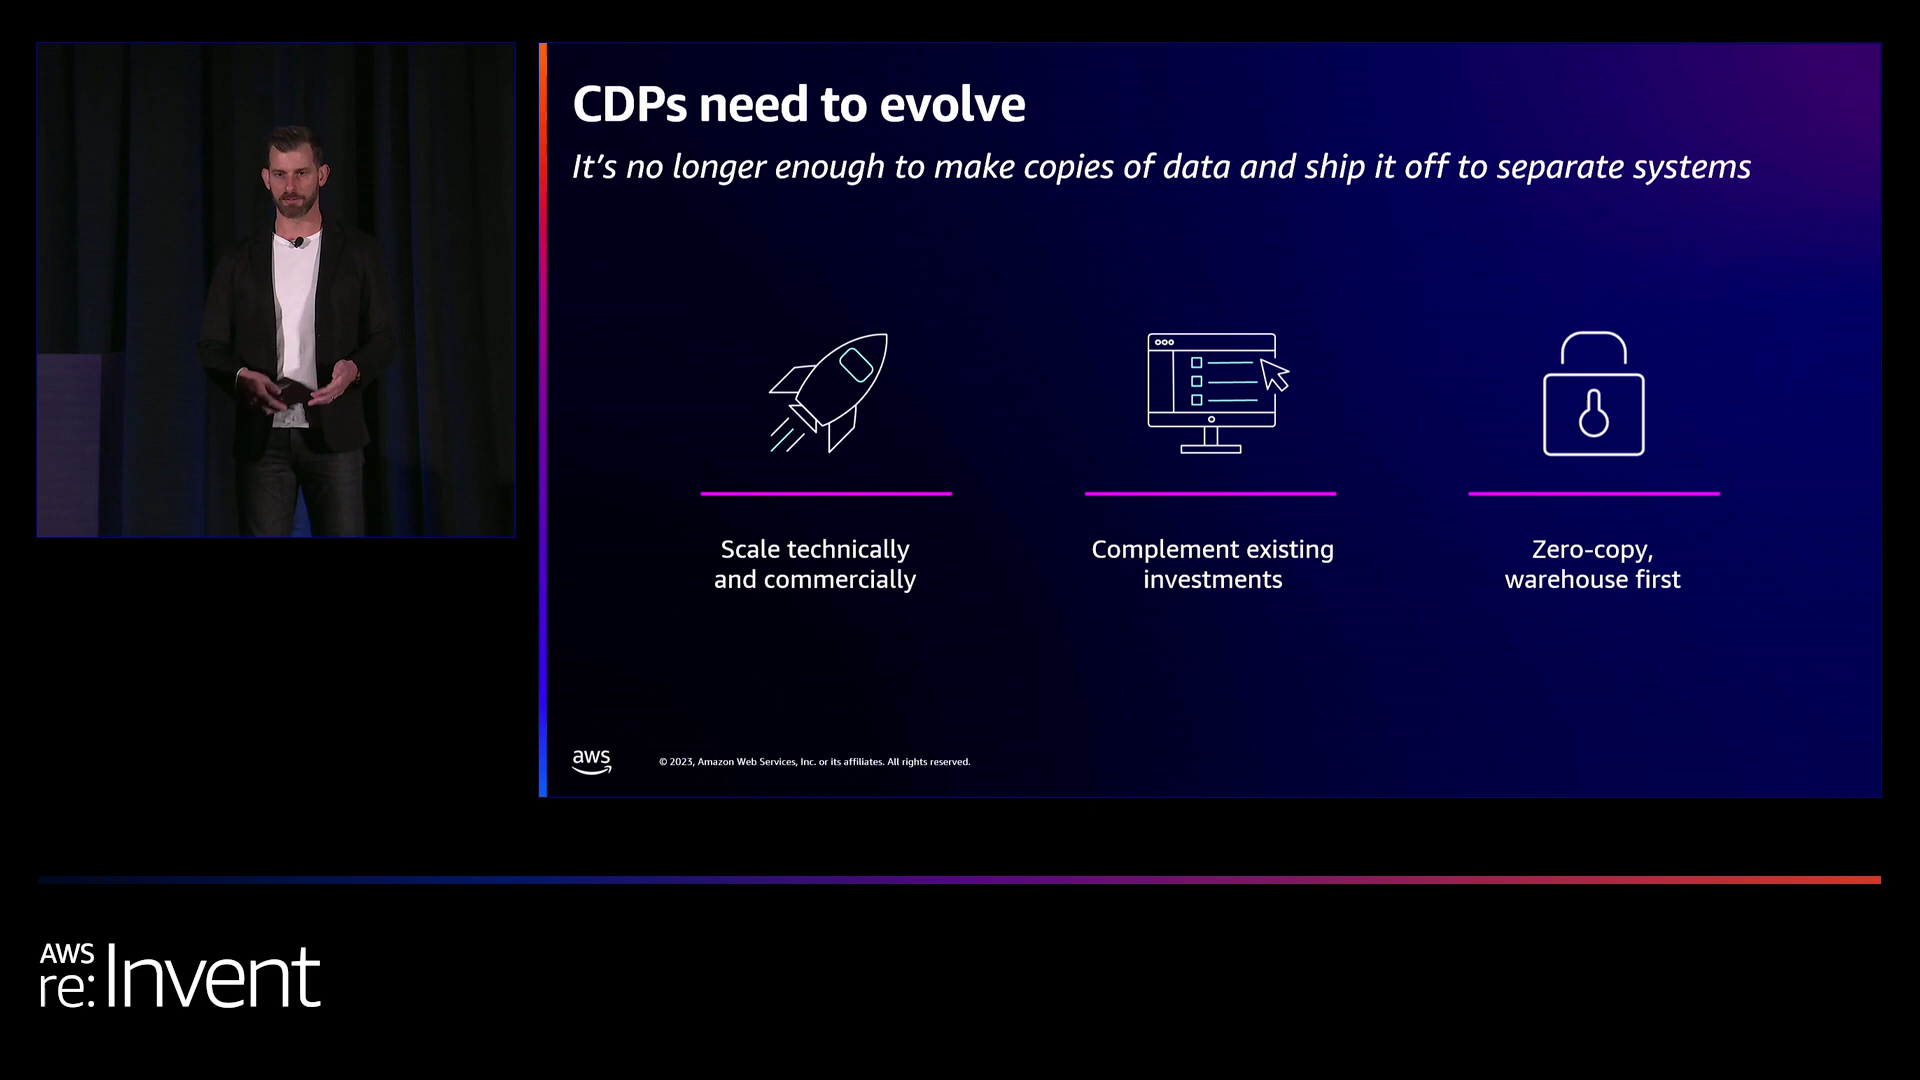 CDPs need to evolve
It's no longer enough to make copies of data and ship it off to separate systems
Scale technically
and commercially
Complement existing
investments
Zero-copy,
warehouse first
aws
© 2023, Amazon Web Services, Inc. or its affiliates. All rights reserved.
AWS
re:Invent